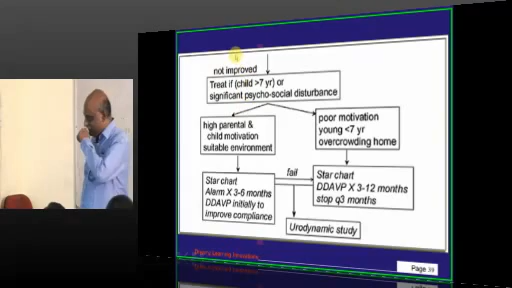 not improved
Treat if (child >7 yr) or
significant psycho-social disturbance
high parental &
child motivation
suitable environment
poor motivation
young <7 yr
overcrowding home
fail
Star chart
Alarm X 3-6 months
DDAVP initially to
improve compliance
Star chart
DDAVP X 3-12 months
stop q3 months
Urodynamic study
Page 39